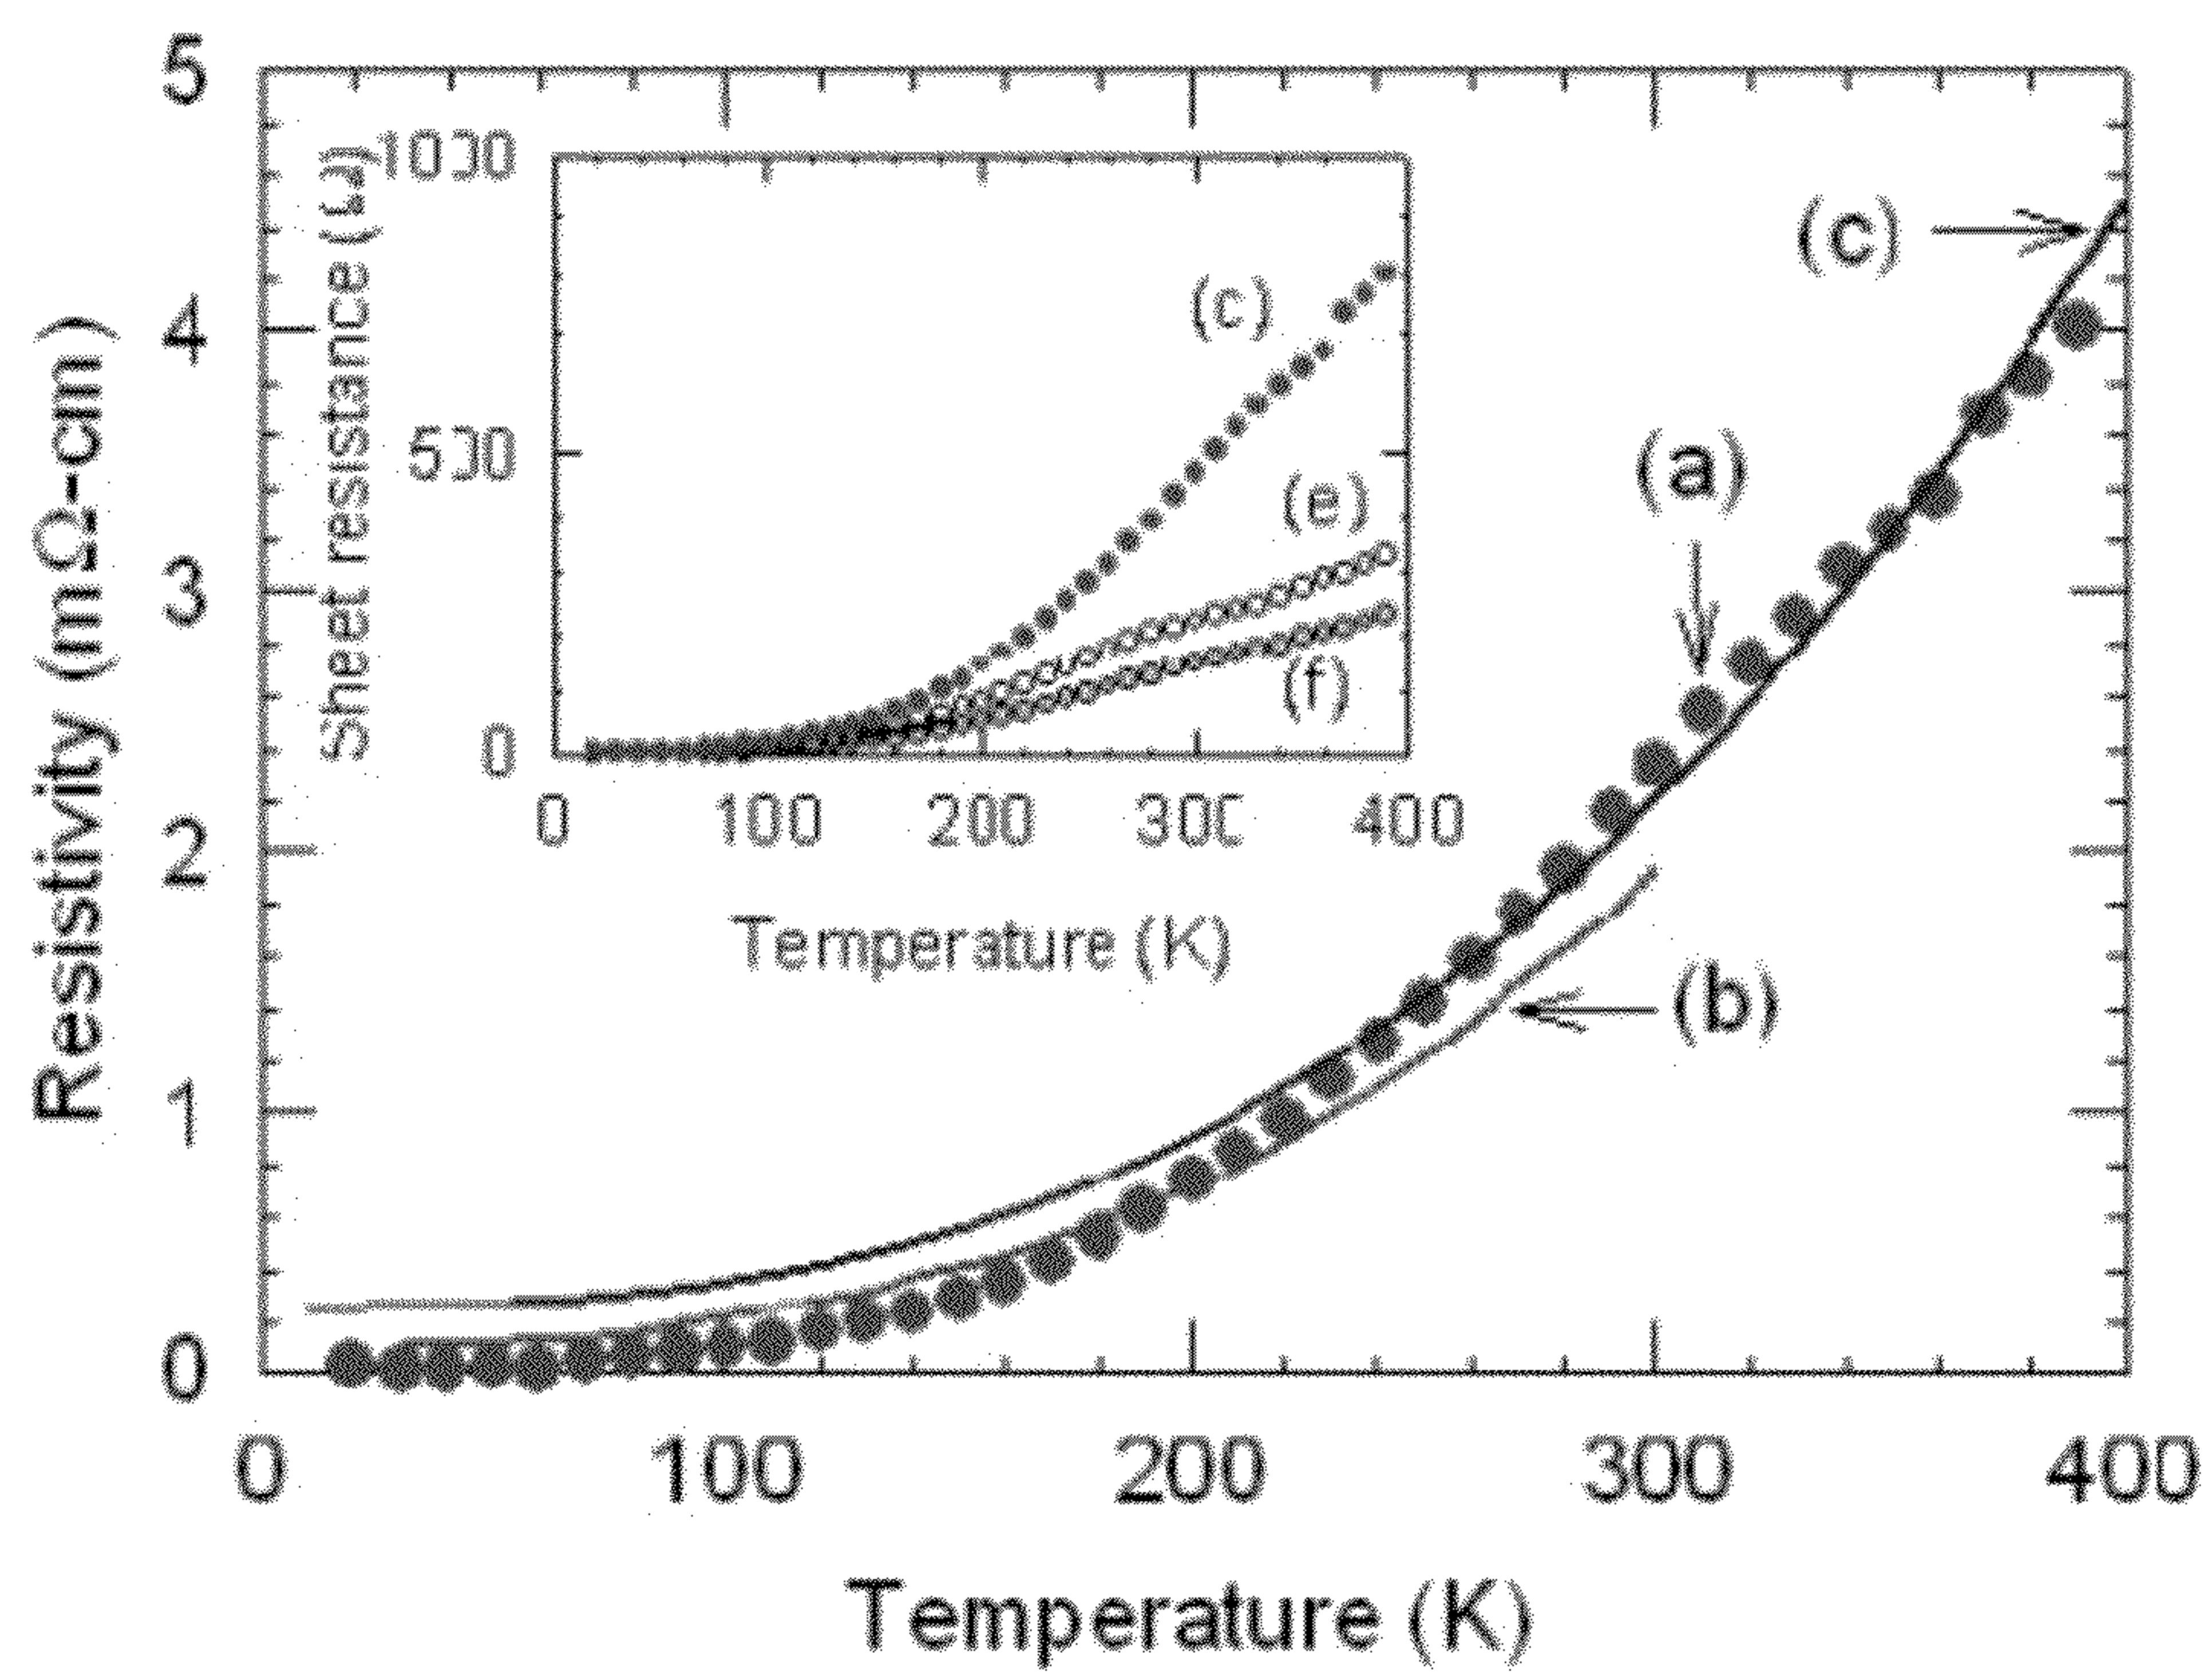 5
4
3
2
1
0
Resistivity (mΩ-cm)
0
100
200
300
400
Temperature (K)
(c)
(a)
(b)
1000
500
0
Sheet resistance (Ω)
0
100
200
300
400
Temperature (K)
(c)
(e)
(f)